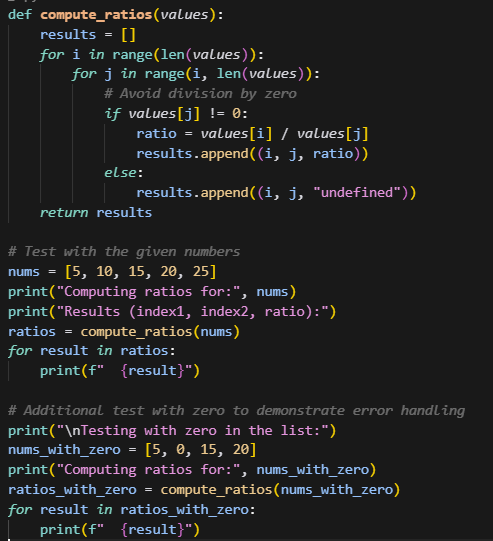 def compute_ratios(values):
    results = []
    for i in range(len(values)):
        for j in range(i, len(values)):
            # Avoid division by zero
            if values[j] != 0:
                ratio = values[i] / values[j]
                results.append((i, j, ratio))
            else:
                results.append((i, j, "undefined"))
    return results

# Test with the given numbers
nums = [5, 10, 15, 20, 25]
print("Computing ratios for:", nums)
print("Results (index1, index2, ratio):")
ratios = compute_ratios(nums)
for result in ratios:
    print(f"  {result}")

# Additional test with zero to demonstrate error handling
print("\nTesting with zero in the list:")
nums_with_zero = [5, 0, 15, 20]
print("Computing ratios for:", nums_with_zero)
ratios_with_zero = compute_ratios(nums_with_zero)
for result in ratios_with_zero:
    print(f"  {result}")